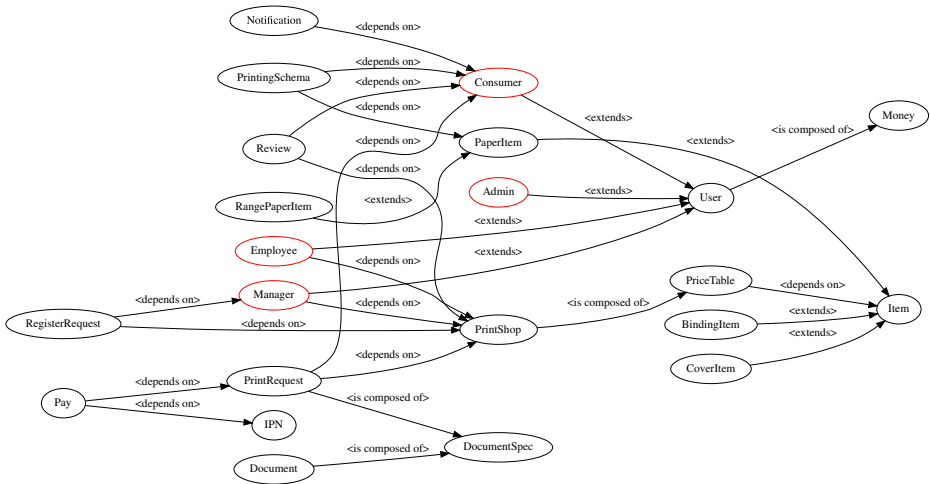 Notification
<depends on>
PrintingSchema
<depends on>
<depends on>
Consumer
<depends on>
<extends>
Money
<is composed of>
Review
<depends on>
PaperItem
<extends>
<depends on>
Admin
<extends>
User
RangePaperItem
<extends>
<extends>
Employee
<depends on>
<extends>
Manager
<depends on>
RegisterRequest
<depends on>
<depends on>
PrintShop
<is composed of>
PriceTable
<depends on>
Item
BindingItem
<extends>
<extends>
CoverItem
<depends on>
PrintRequest
<depends on>
Pay
<depends on>
IPN
<is composed of>
DocumentSpec
<is composed of>
Document